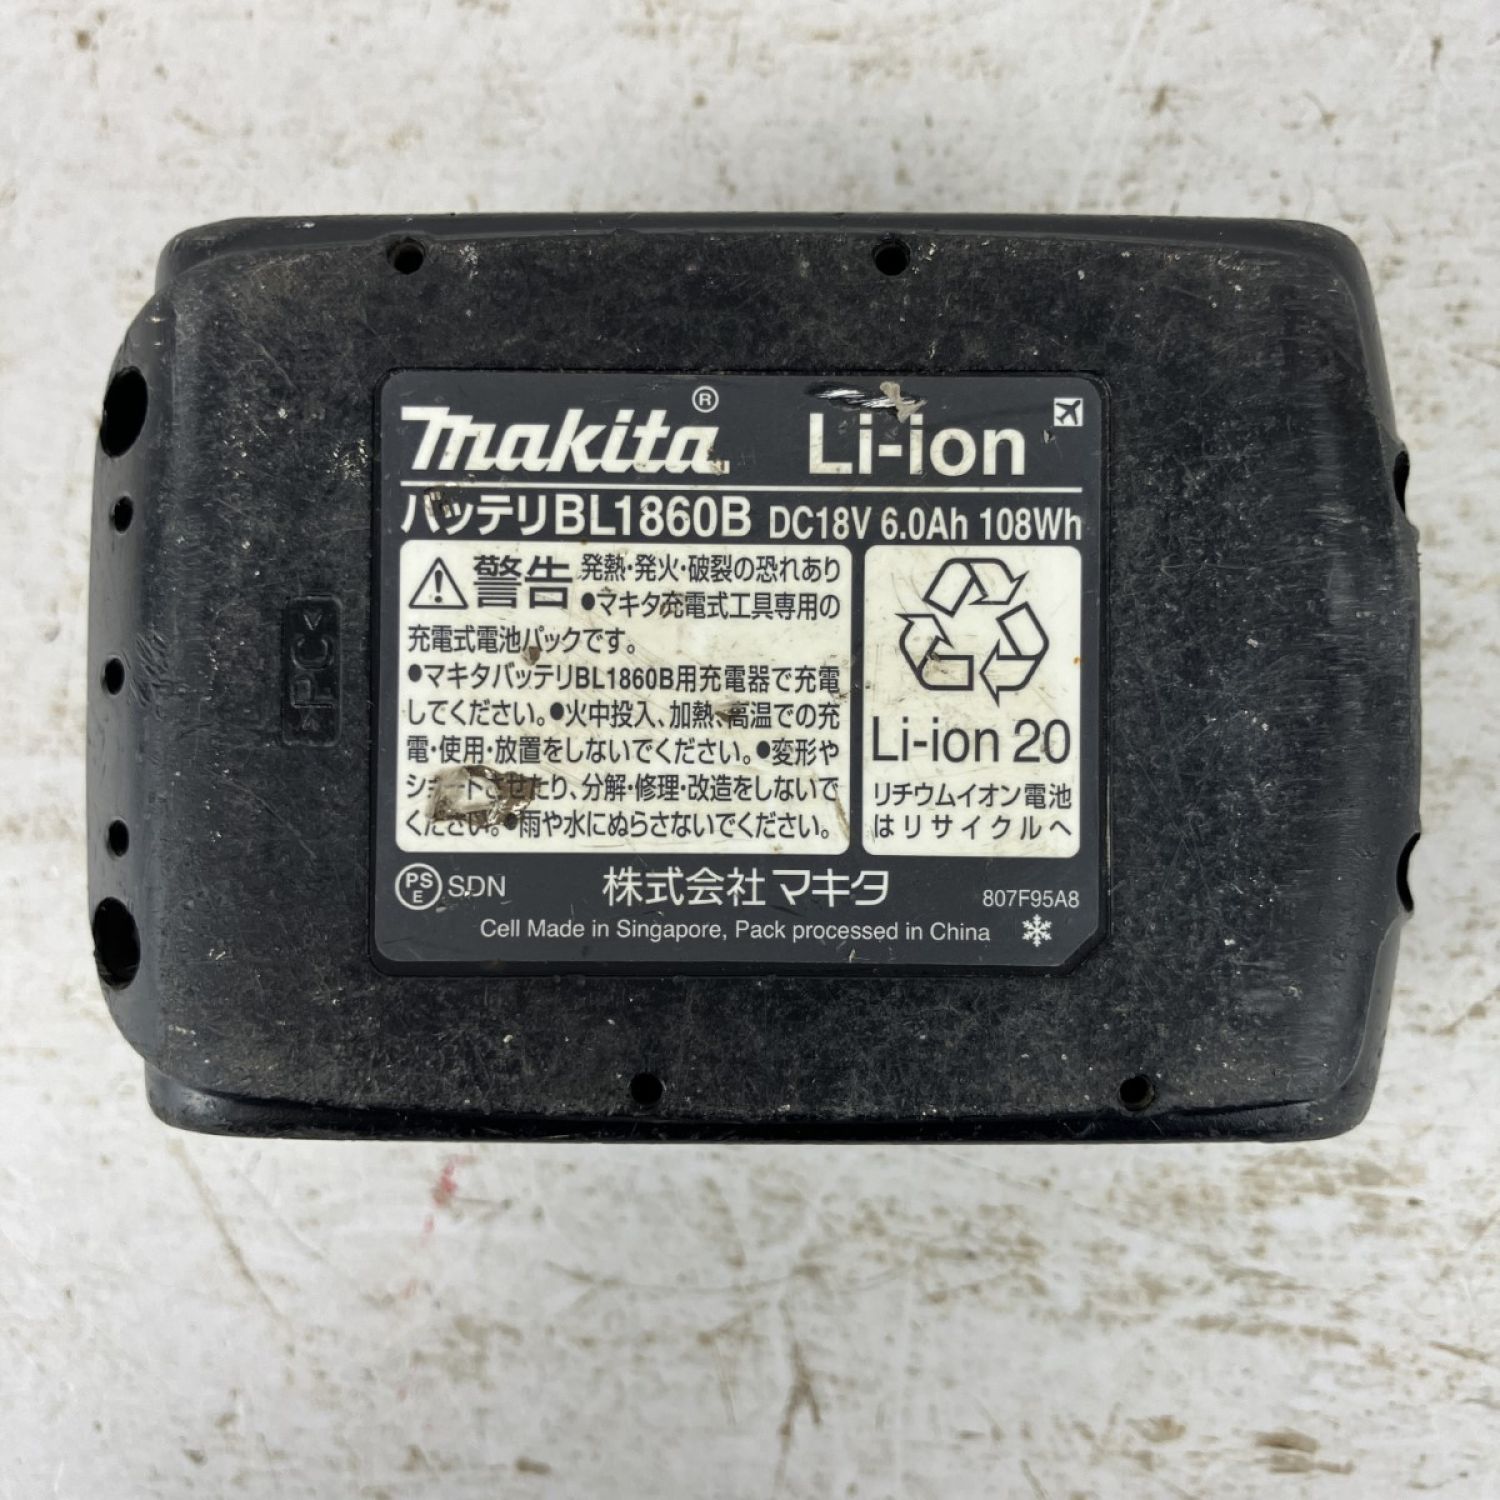 makita® Li-ion
バッテリBL1860B DC18V 6.0Ah 108Wh
警告 発熱・発火・破裂の恐れあり
●マキタ充電式工具専用の
充電式電池パックです。
●マキタバッテリBL1860B用充電器で充電
してください。●火中投入、加熱、高温での充
電・使用・放置をしないでください。●変形や
ショートさせたり、分解・修理・改造をしないで
ください。●雨や水にぬらさないでください。
Li-ion 20
リチウムイオン電池
はリサイクルへ
PSE SDN 株式会社マキタ 807F95A8
Cell Made in Singapore, Pack processed in China
>PC<